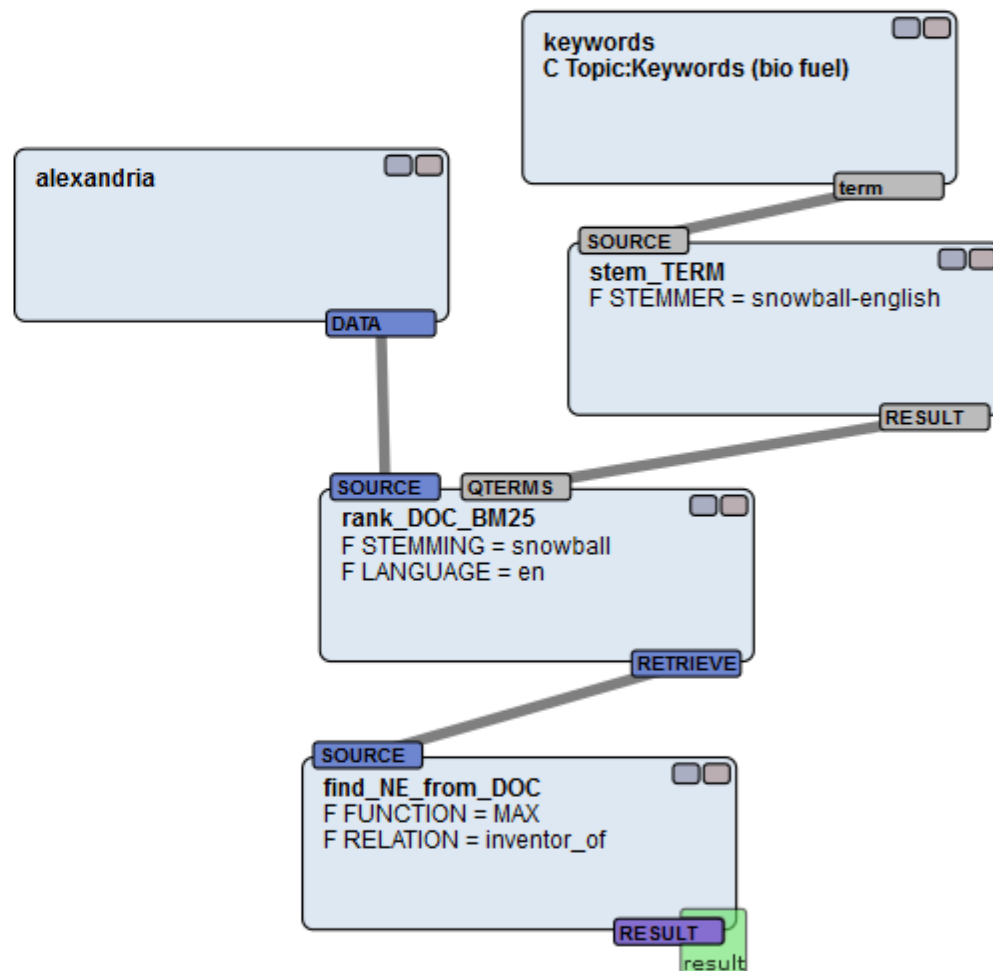 keywords
C Topic:Keywords (bio fuel)
term
alexandria
DATA
SOURCE
stem_TERM
F STEMMER = snowball-english
RESULT
SOURCE
QTERMS
rank_DOC_BM25
F STEMMING = snowball
F LANGUAGE = en
RETRIEVE
SOURCE
find_NE_from_DOC
F FUNCTION = MAX
F RELATION = inventor_of
RESULT
result